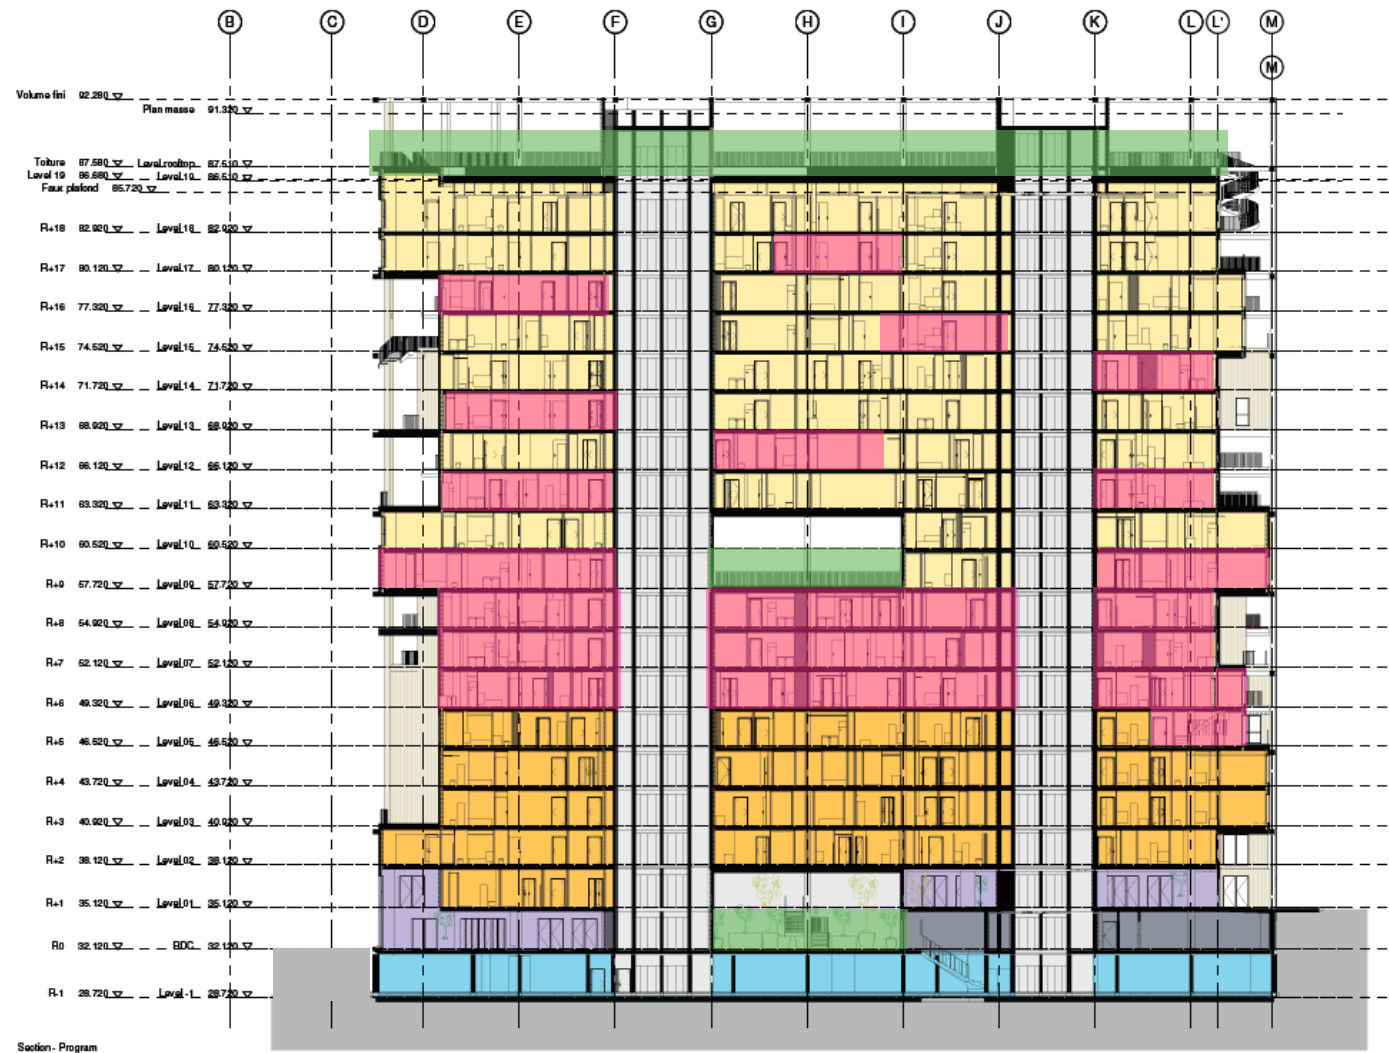 B C D E F G H I J K L L' M
M
Volume fini 92.280
Plan masse 91.320
Toiture 87.580 Level rooftop 87.510
Level 19 86.680 Level 19 86.510
Faux plafond 85.720
R+18 82.920 Level 18 82.920
R+17 80.120 Level 17 80.120
R+16 77.320 Level 16 77.320
R+15 74.520 Level 15 74.520
R+14 71.720 Level 14 71.720
R+13 68.920 Level 13 68.920
R+12 66.120 Level 12 66.120
R+11 63.320 Level 11 63.320
R+10 60.520 Level 10 60.520
R+9 57.720 Level 09 57.720
R+8 54.920 Level 08 54.920
R+7 52.120 Level 07 52.120
R+6 49.320 Level 06 49.320
R+5 46.520 Level 05 46.520
R+4 43.720 Level 04 43.720
R+3 40.920 Level 03 40.920
R+2 38.120 Level 02 38.120
R+1 35.120 Level 01 35.120
R0 32.120 RDC 32.120
R-1 28.720 Level -1 28.720
Section - Program